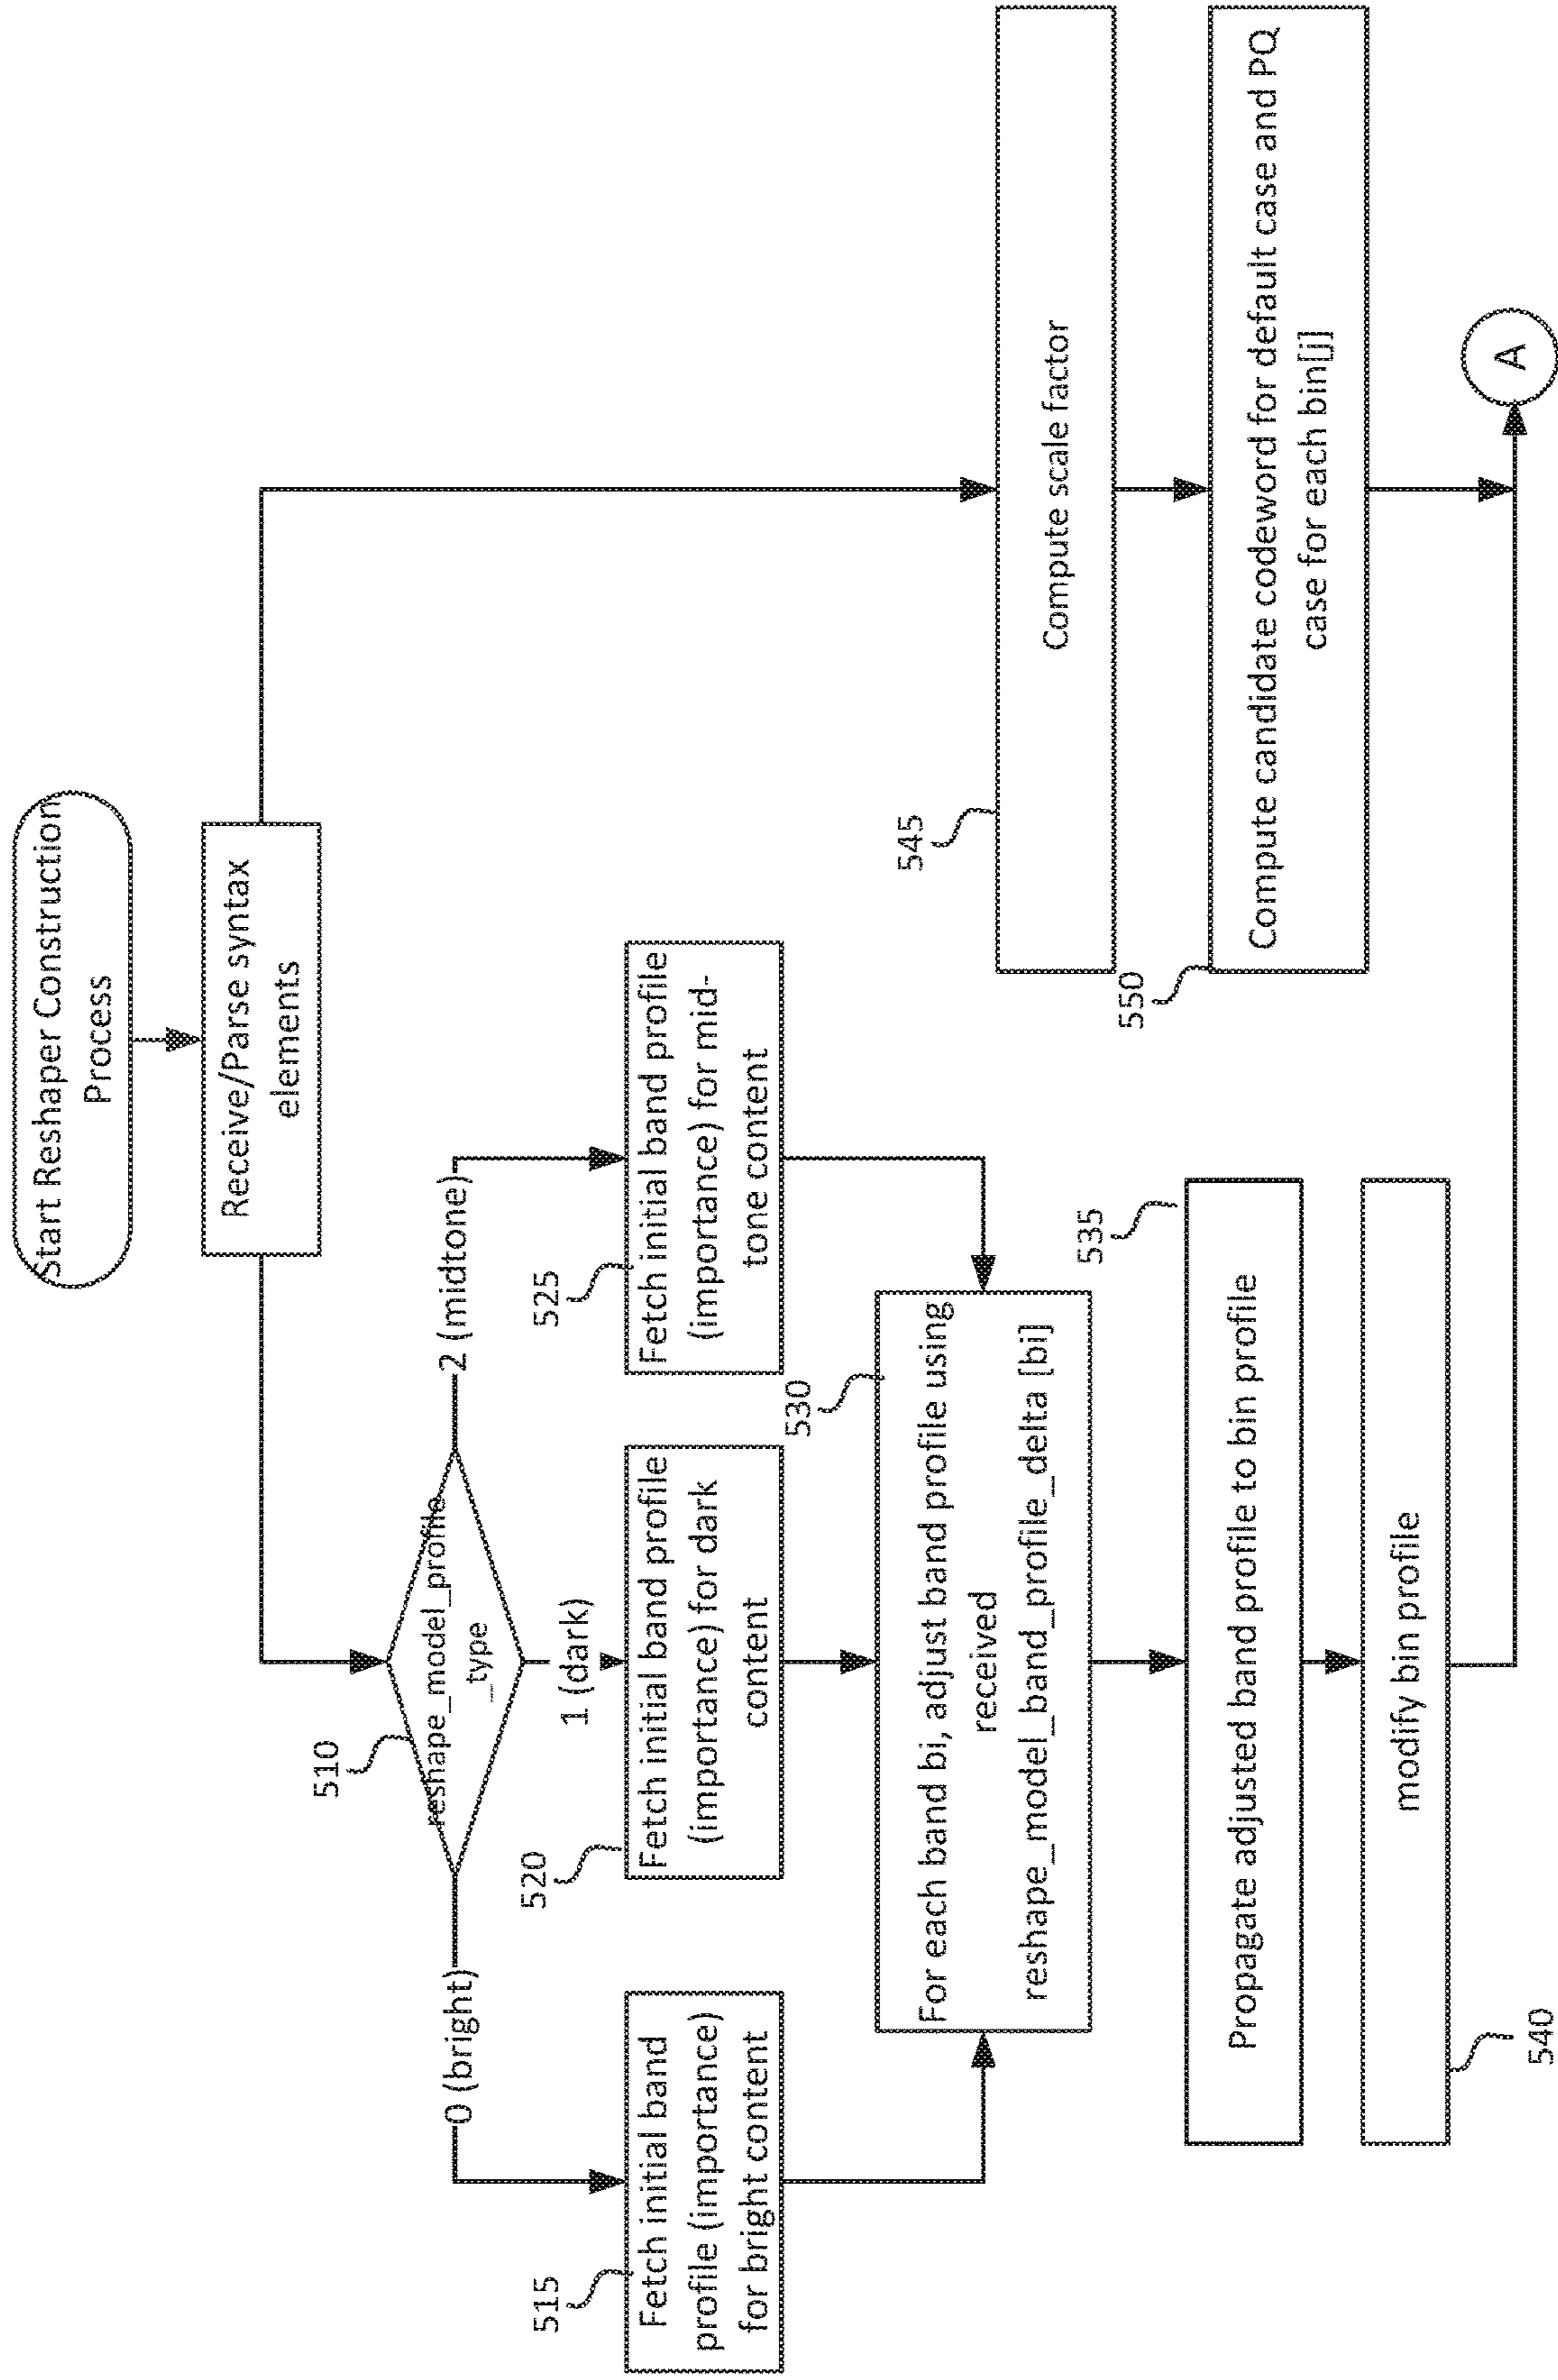 Start Reshaper Construction
Process
Receive/Parse syntax
elements
510
reshape_model_profile
_type
0 (bright)
1 (dark)
2 (midtone)
515
Fetch initial band
profile (importance)
for bright content
520
Fetch initial band profile
(importance) for dark
content
525
Fetch initial band profile
(importance) for mid-
tone content
530
For each band bi, adjust band profile using
received
reshape_model_band_profile_delta [bi]
535
Propagate adjusted band profile to bin profile
modify bin profile
540
545
Compute scale factor
550
Compute candidate codeword for default case and PQ
case for each bin[j]
A